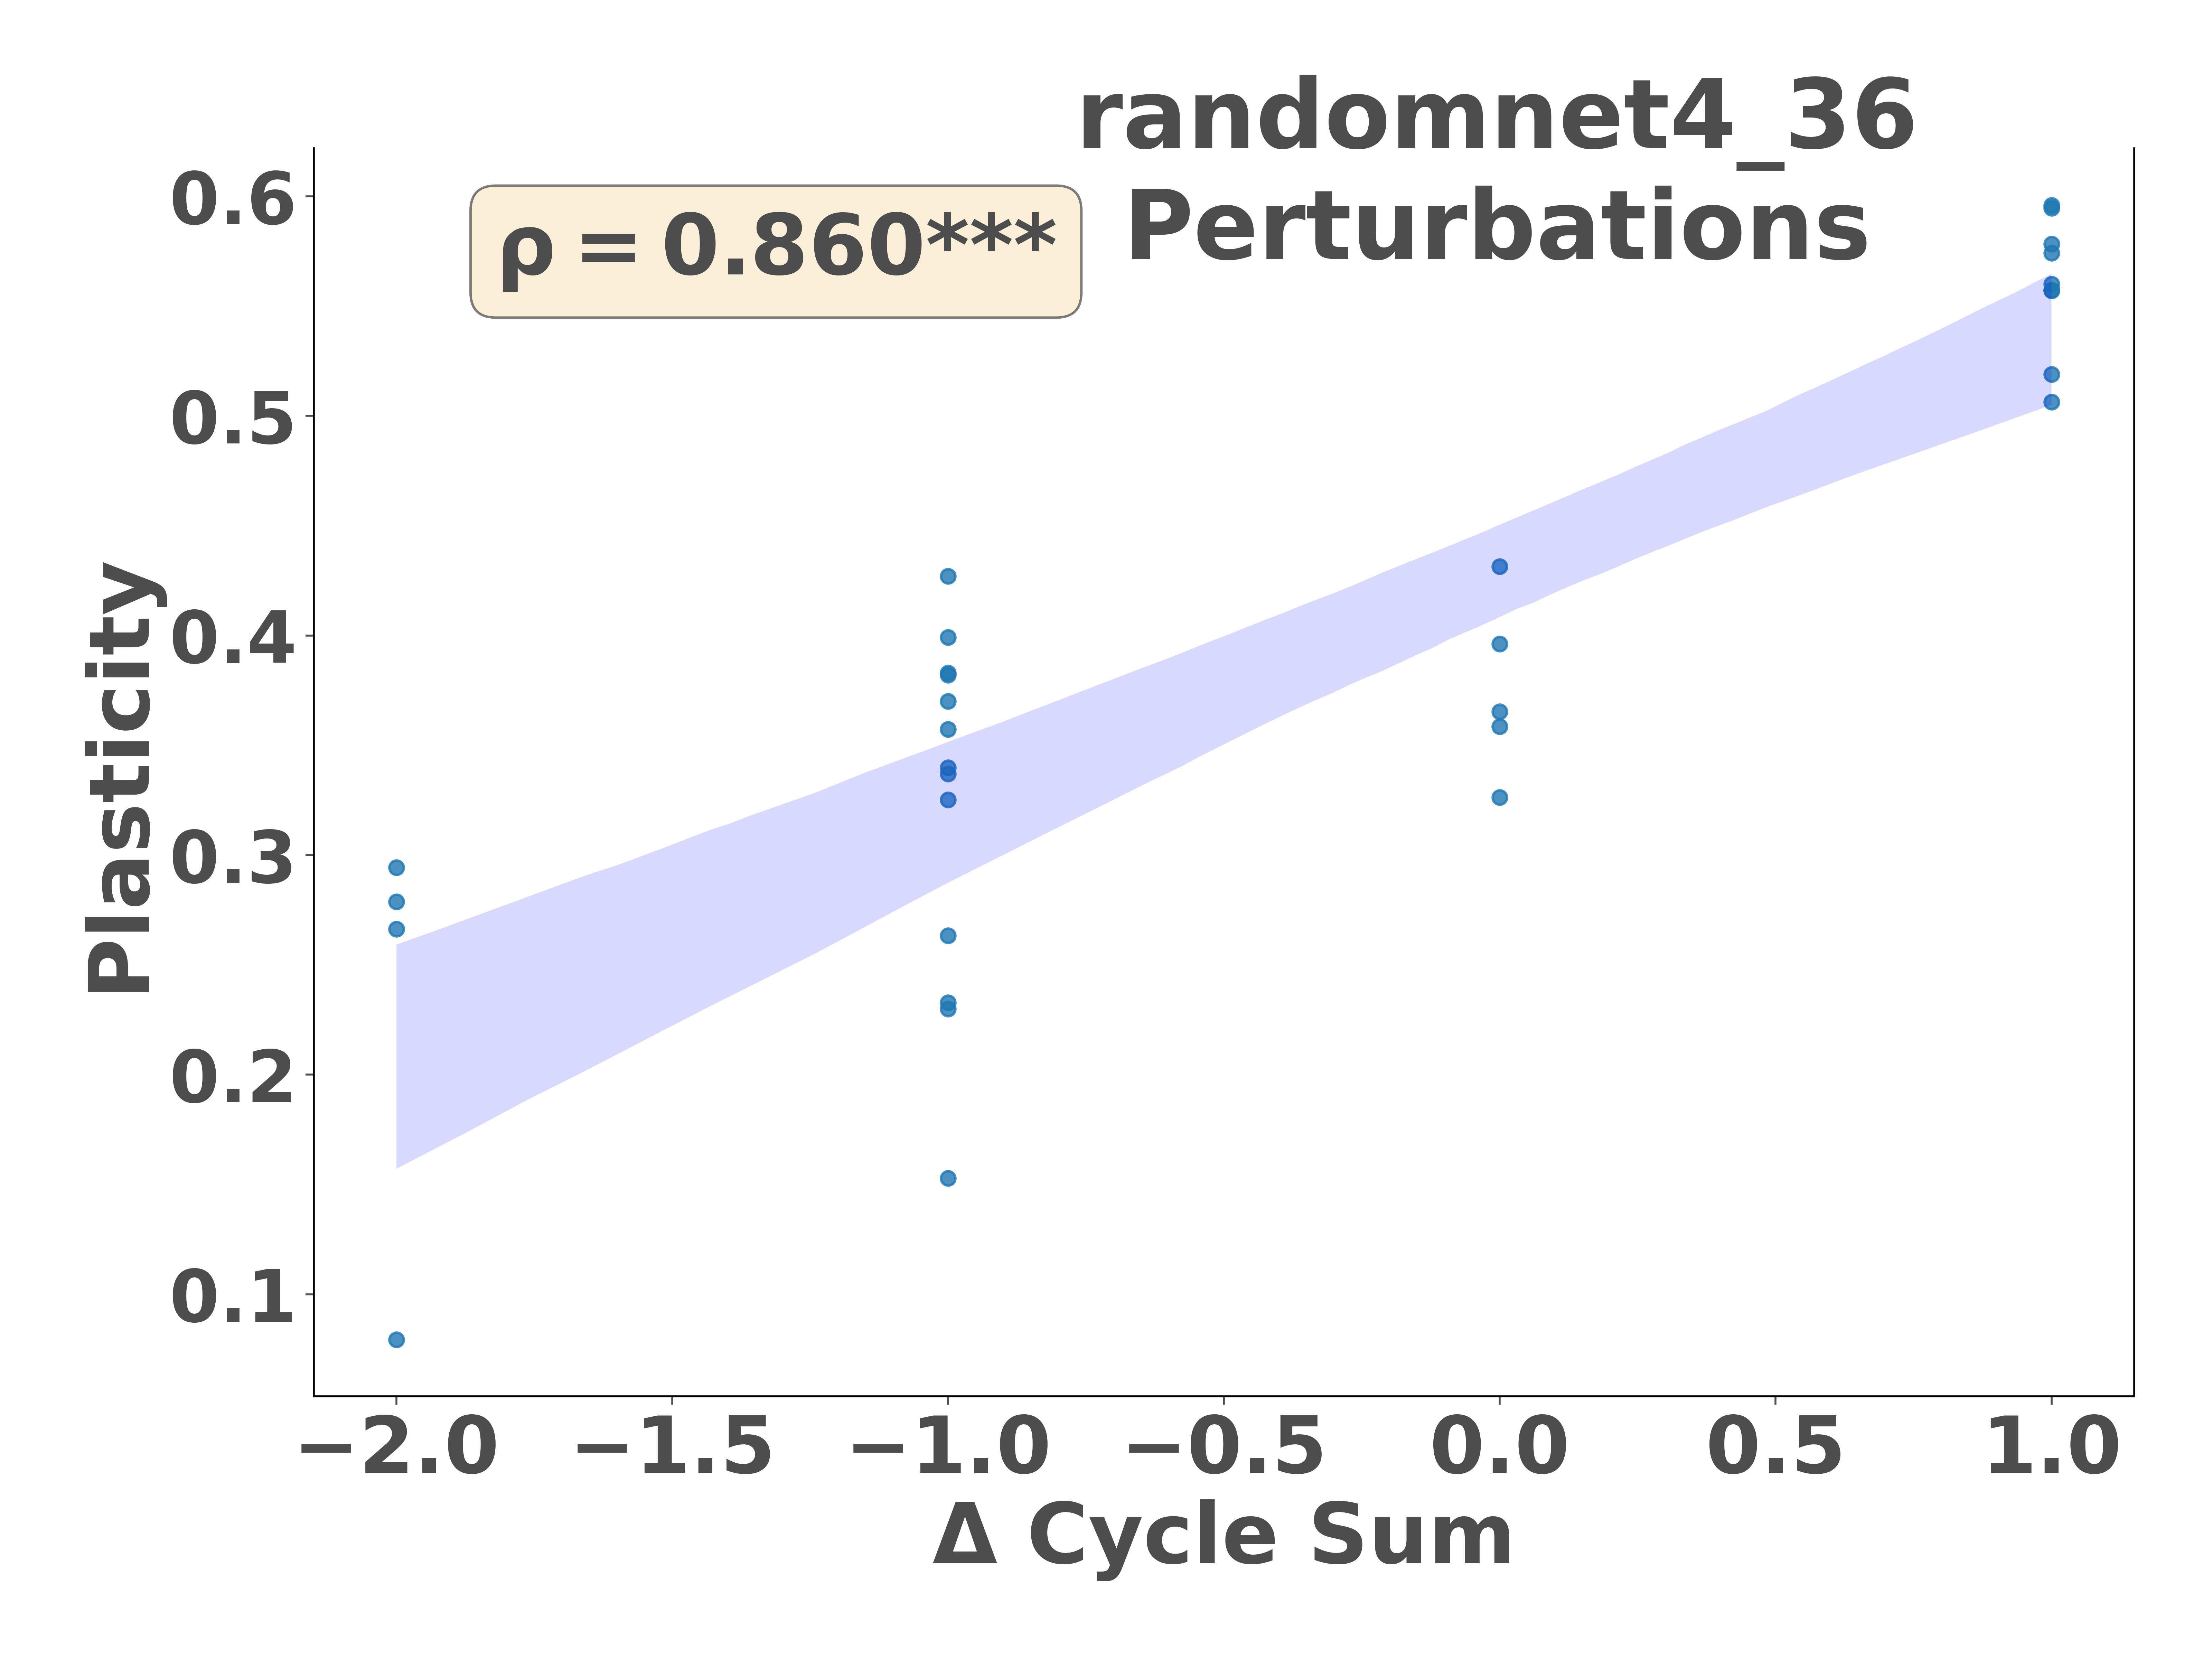 randomnet4_36
Perturbations
ρ = 0.860***
Plasticity
0.6
0.5
0.4
0.3
0.2
0.1
−2.0 −1.5 −1.0 −0.5 0.0 0.5 1.0
Δ Cycle Sum